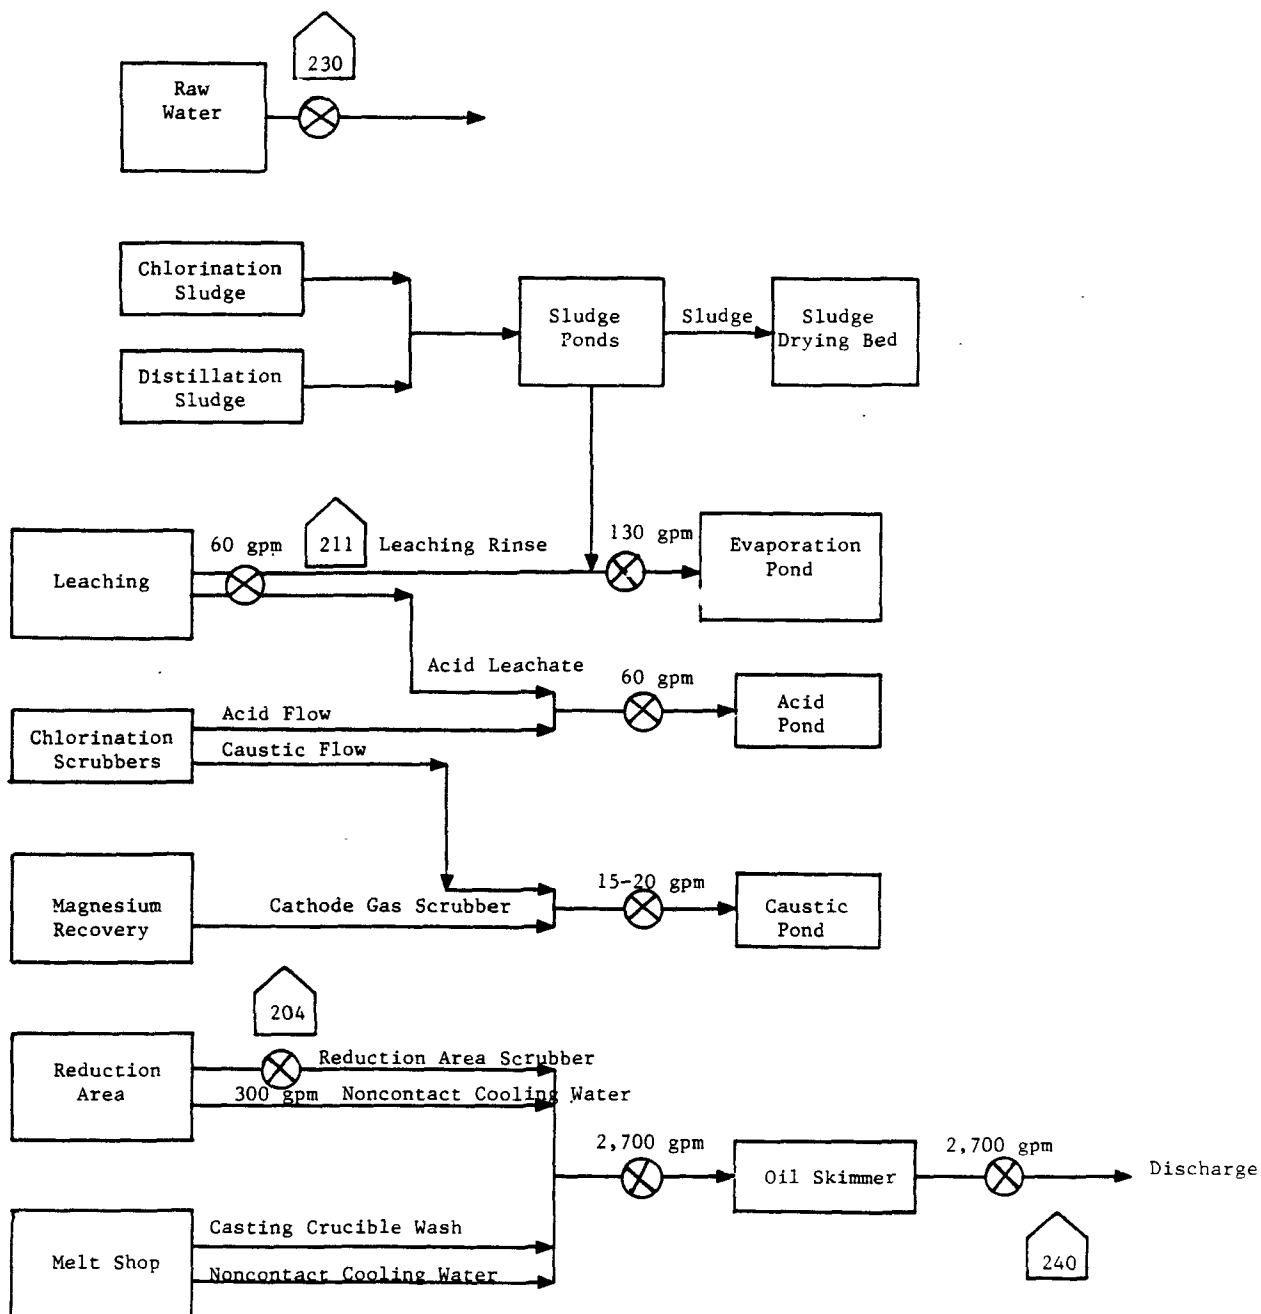 230
Raw
Water
Chlorination
Sludge
Distillation
Sludge
Sludge
Ponds
Sludge
Sludge
Drying Bed
Leaching
60 gpm
211
Leaching Rinse
130 gpm
Evaporation
Pond
Acid Leachate
60 gpm
Acid
Pond
Chlorination
Scrubbers
Acid Flow
Caustic Flow
Magnesium
Recovery
Cathode Gas Scrubber
15-20 gpm
Caustic
Pond
204
Reduction
Area
Reduction Area Scrubber
300 gpm
Noncontact Cooling Water
2,700 gpm
Oil Skimmer
2,700 gpm
Discharge
Melt Shop
Casting Crucible Wash
Noncontact Cooling Water
240